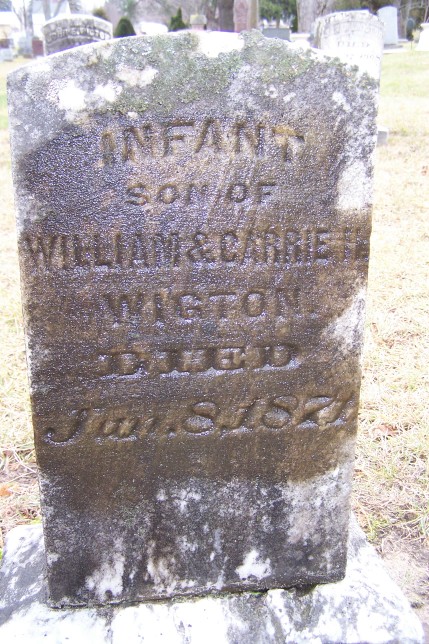 INFANT
SON OF
WILLIAM & CARRIE H.
WIGTON.
DIED
Jan. 8, 1871